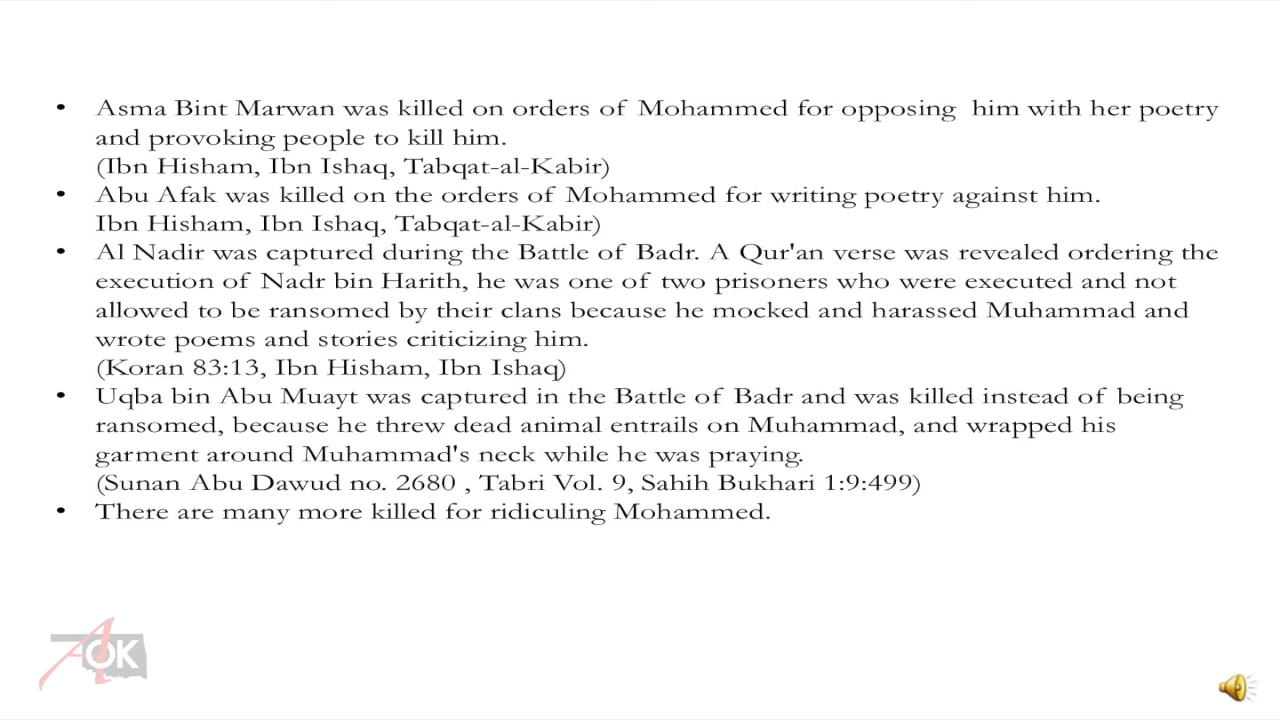 • Asma Bint Marwan was killed on orders of Mohammed for opposing him with her poetry
and provoking people to kill him.
(Ibn Hisham, Ibn Ishaq, Tabqat-al-Kabir)
• Abu Afak was killed on the orders of Mohammed for writing poetry against him.
Ibn Hisham, Ibn Ishaq, Tabqat-al-Kabir)
• Al Nadir was captured during the Battle of Badr. A Qur'an verse was revealed ordering the
execution of Nadr bin Harith, he was one of two prisoners who were executed and not
allowed to be ransomed by their clans because he mocked and harassed Muhammad and
wrote poems and stories criticizing him.
(Koran 83:13, Ibn Hisham, Ibn Ishaq)
• Uqba bin Abu Muayt was captured in the Battle of Badr and was killed instead of being
ransomed, because he threw dead animal entrails on Muhammad, and wrapped his
garment around Muhammad's neck while he was praying.
(Sunan Abu Dawud no. 2680 , Tabri Vol. 9, Sahih Bukhari 1:9:499)
• There are many more killed for ridiculing Mohammed.
AOK